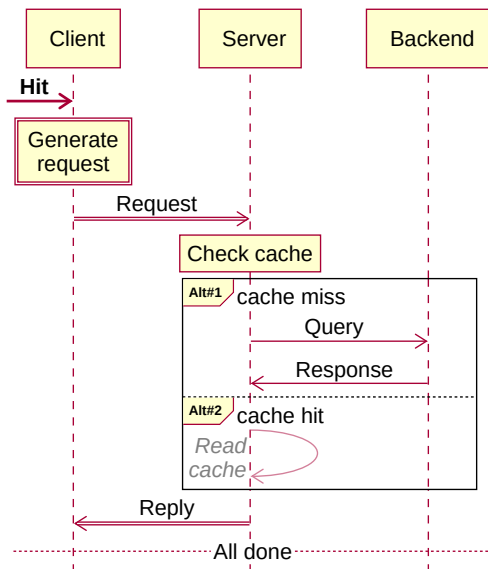 Client
Server
Backend
Hit
Generate
request
Request
Check cache
Alt#1
cache miss
Query
Response
Alt#2
cache hit
Read
cache
Reply
All done